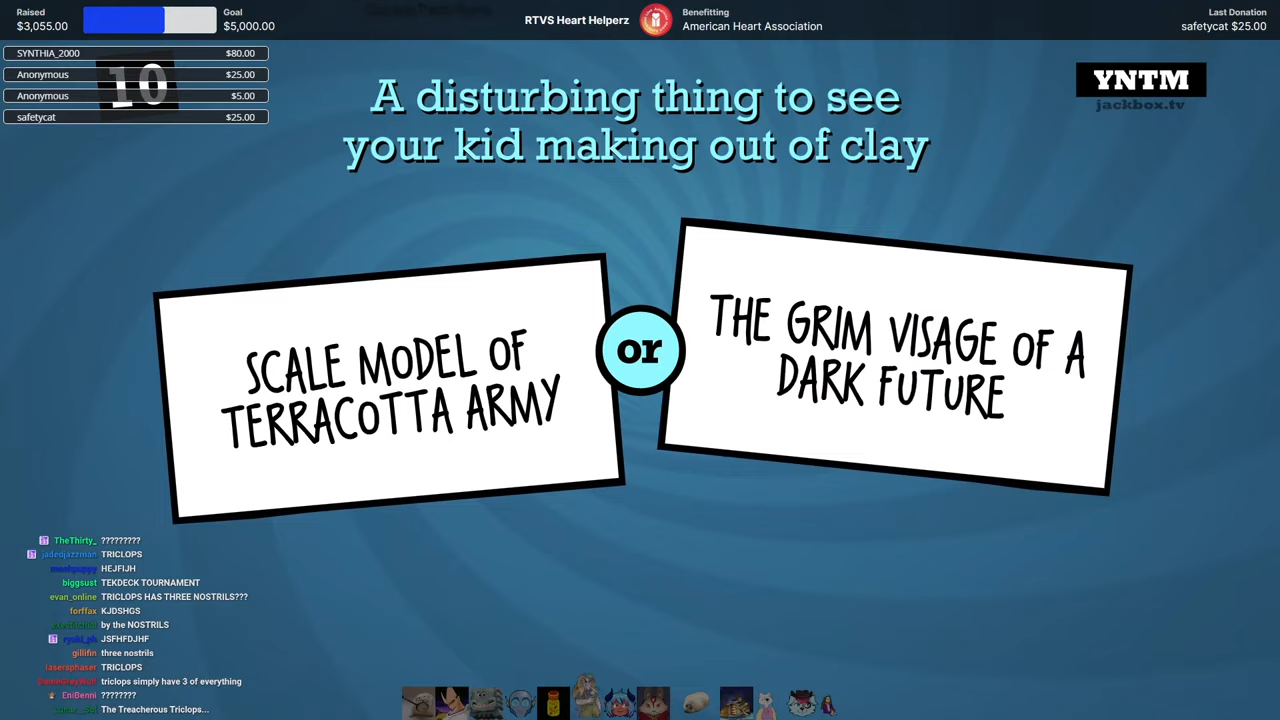 Raised
$3,055.00
Goal
$5,000.00
RTVS Heart Helperz
Benefitting
American Heart Association
Last Donation
safetycat $25.00
SYNTHIA_2000 $80.00
Anonymous $25.00
Anonymous $5.00
safetycat $25.00
10
YNTM
jackbox.tv
A disturbing thing to see
your kid making out of clay
SCALE MODEL OF
TERRACOTTA ARMY
or
THE GRIM VISAGE OF A
DARK FUTURE
TheThirty_ ?????????
jadedjazzman TRICLOPS
HEJFIJH
biggsust TEKDECK TOURNAMENT
evan_online TRICLOPS HAS THREE NOSTRILS???
forffax KJDSHGS
by the NOSTRILS
ryoki_ph JSFHFDJHF
gillifin three nostrils
lasersphaser TRICLOPS
triclops simply have 3 of everything
EniBenni ????????
The Treacherous Triclops...